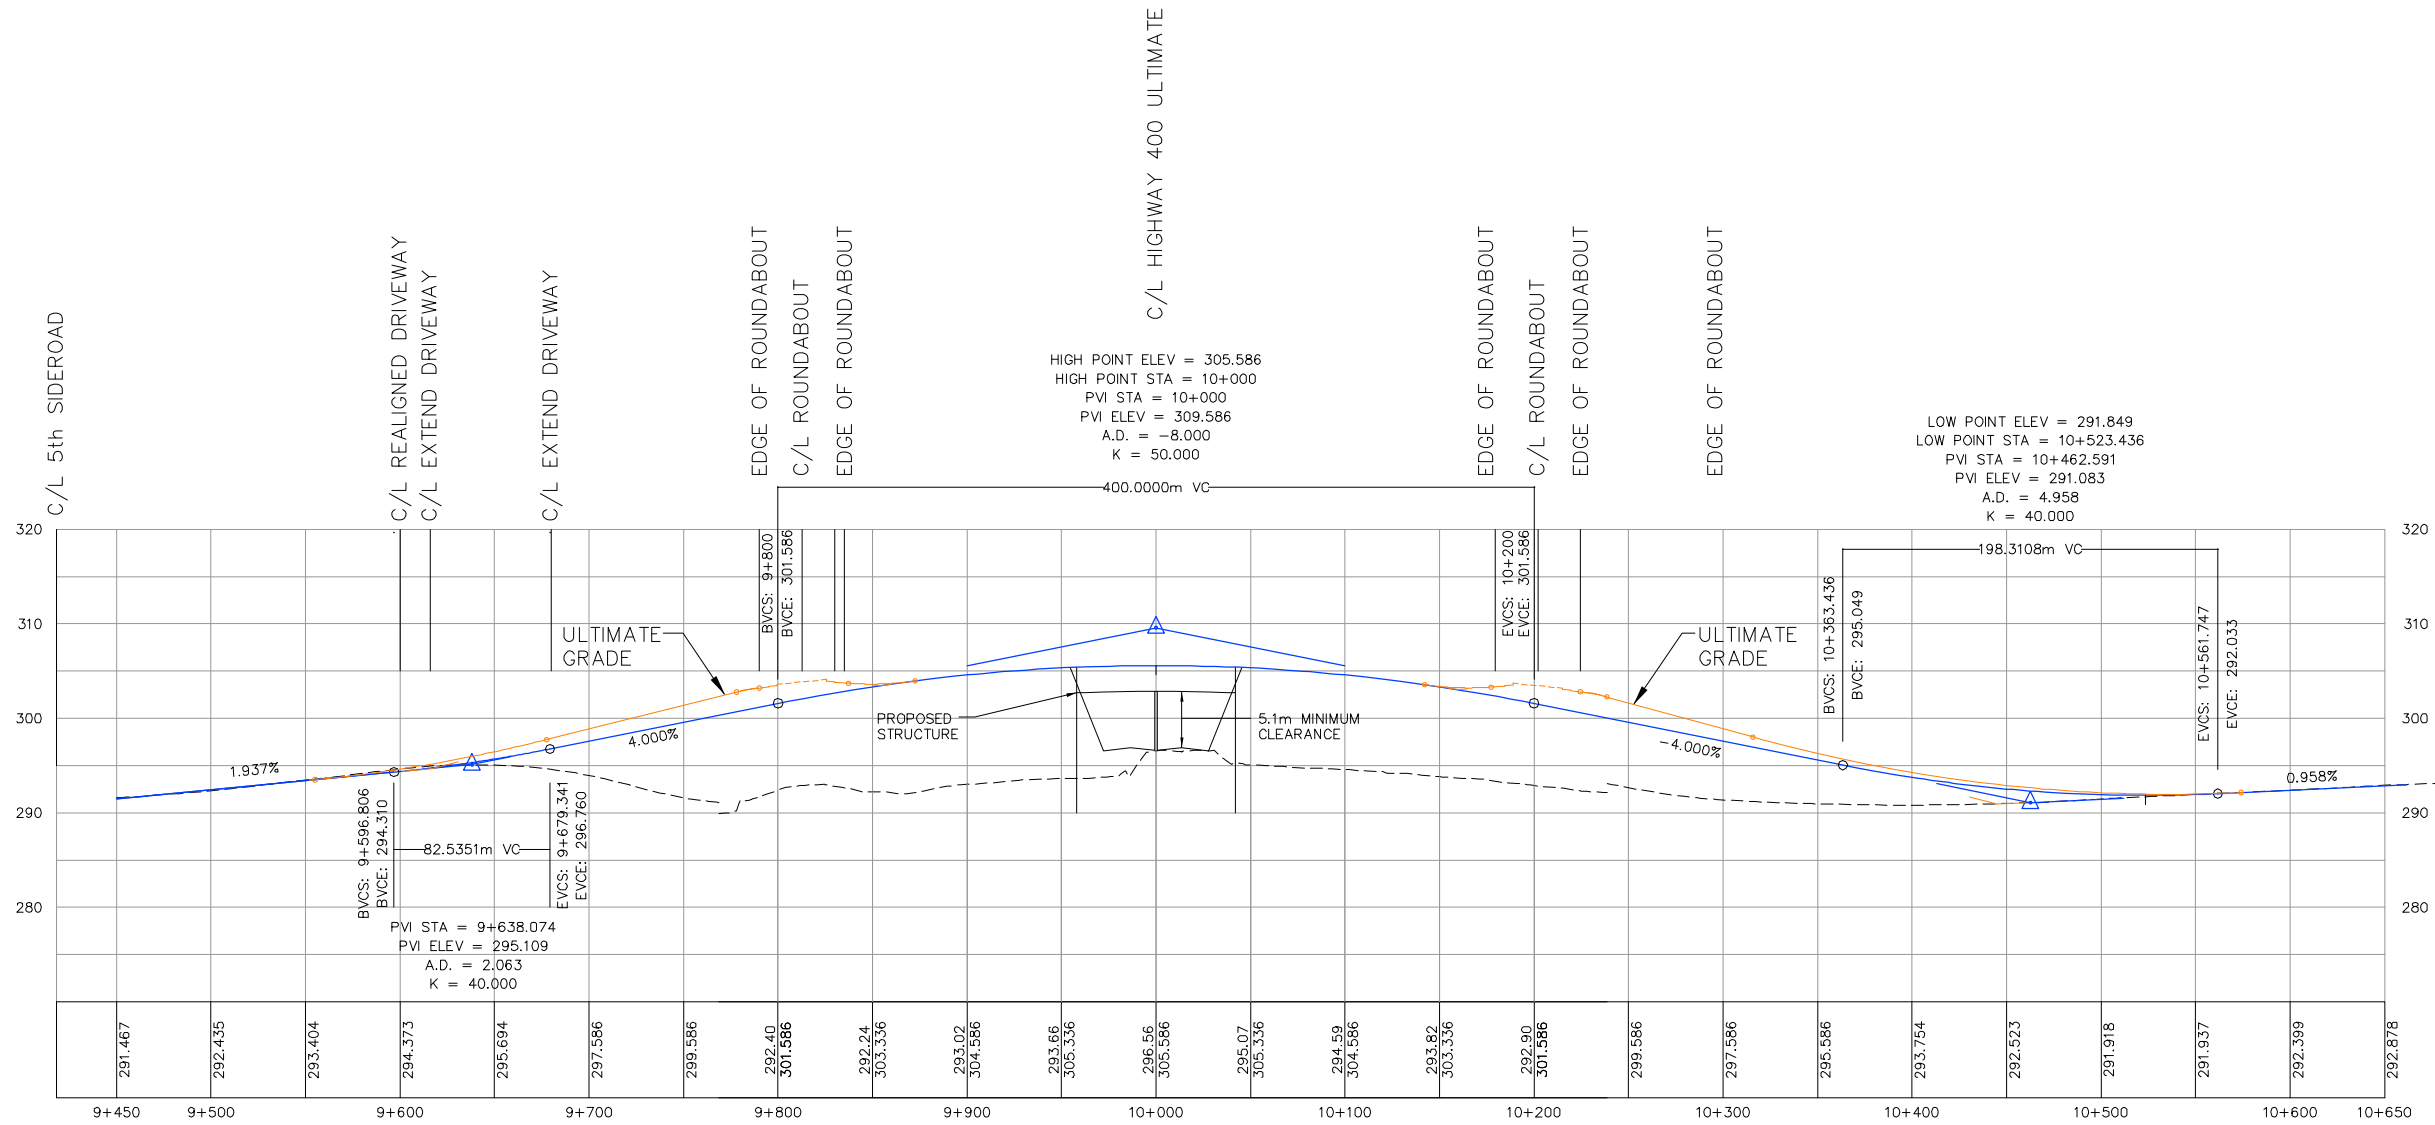 C/L HIGHWAY 400 ULTIMATE
C/L 5th SIDEROAD
C/L REALIGNED DRIVEWAY
C/L EXTEND DRIVEWAY
C/L EXTEND DRIVEWAY
EDGE OF ROUNDABOUT
C/L ROUNDABOUT
EDGE OF ROUNDABOUT
EDGE OF ROUNDABOUT
C/L ROUNDABOUT
EDGE OF ROUNDABOUT
EDGE OF ROUNDABOUT
HIGH POINT ELEV = 305.586
HIGH POINT STA = 10+000
PVI STA = 10+000
PVI ELEV = 309.586
A.D. = -8.000
K = 50.000
400.0000m VC
LOW POINT ELEV = 291.849
LOW POINT STA = 10+523.436
PVI STA = 10+462.591
PVI ELEV = 291.083
A.D. = 4.958
K = 40.000
198.3108m VC
320
310
300
290
280
320
310
300
290
280
BVCS: 9+800
BVCE: 301.586
EVCS: 10+200
EVCE: 301.586
BVCS: 10+363.436
BVCE: 295.049
EVCS: 10+561.747
EVCE: 292.033
ULTIMATE
GRADE
ULTIMATE
GRADE
PROPOSED
STRUCTURE
5.1m MINIMUM
CLEARANCE
1.937%
4.000%
-4.000%
0.958%
BVCS: 9+596.806
BVCE: 294.310
82.5351m VC
EVCS: 9+679.341
EVCE: 296.760
PVI STA = 9+638.074
PVI ELEV = 295.109
A.D. = 2.063
K = 40.000
291.467
292.435
293.404
294.373
295.694
297.586
299.586
292.40
301.586
292.24
303.336
293.02
304.586
293.66
305.336
296.56
305.586
295.07
305.336
294.59
304.586
293.82
303.336
292.90
301.586
299.586
297.586
295.586
293.754
292.523
291.918
291.937
292.399
292.878
9+450
9+500
9+600
9+700
9+800
9+900
10+000
10+100
10+200
10+300
10+400
10+500
10+600
10+650